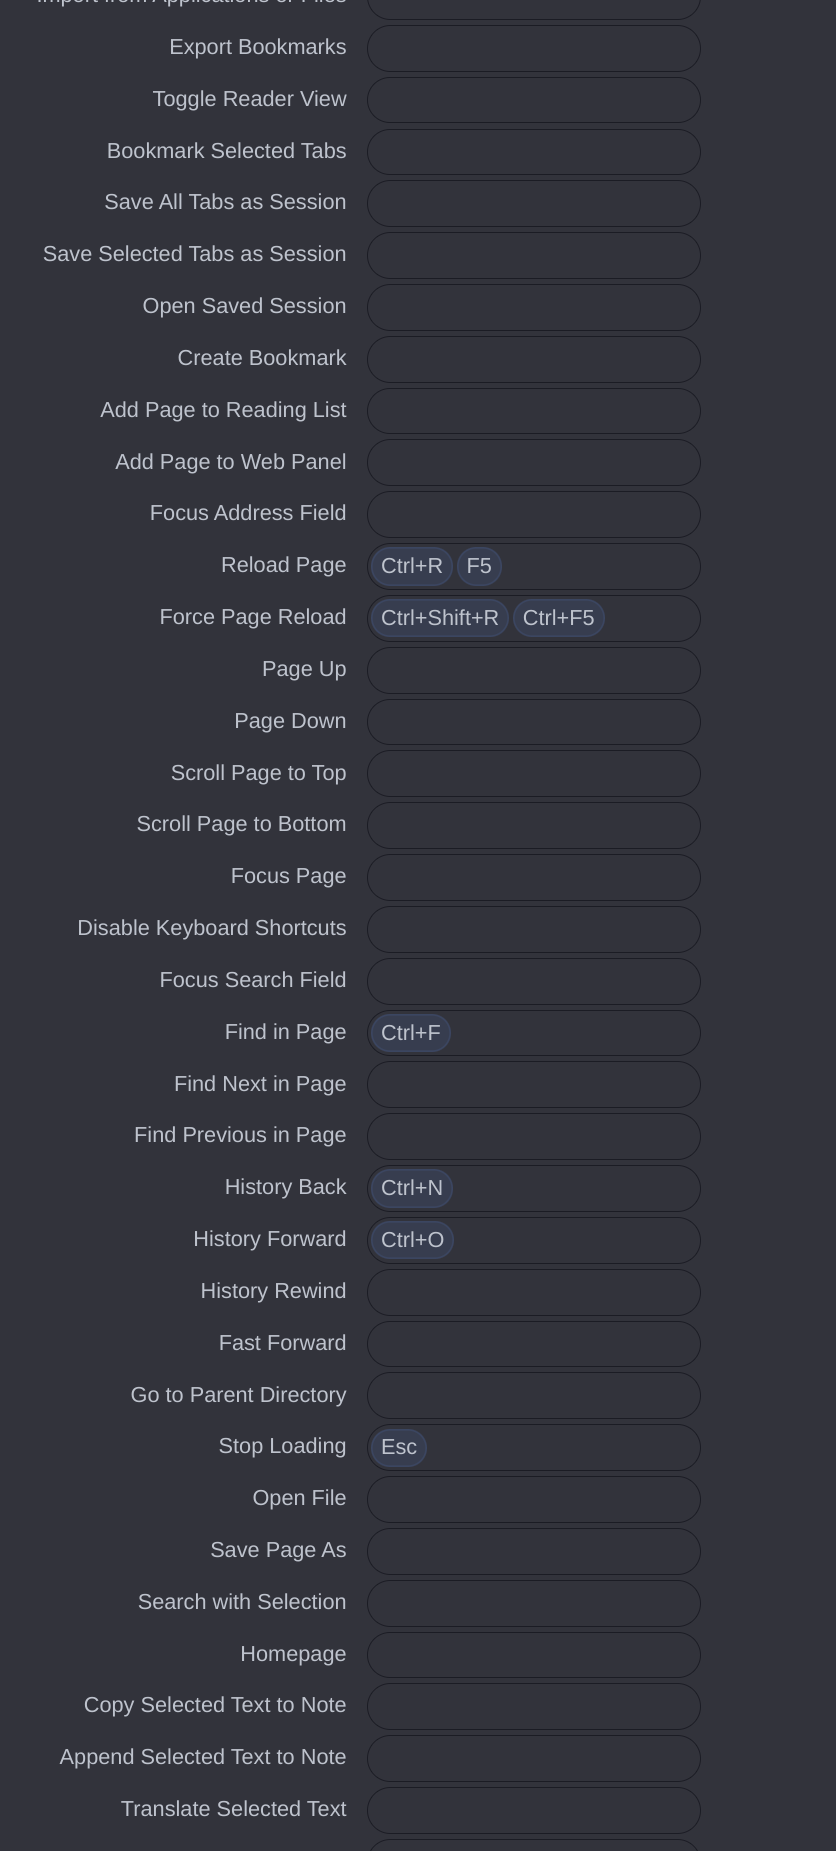 Import from Applications or Files
Export Bookmarks
Toggle Reader View
Bookmark Selected Tabs
Save All Tabs as Session
Save Selected Tabs as Session
Open Saved Session
Create Bookmark
Add Page to Reading List
Add Page to Web Panel
Focus Address Field
Reload Page Ctrl+R F5
Force Page Reload Ctrl+Shift+R Ctrl+F5
Page Up
Page Down
Scroll Page to Top
Scroll Page to Bottom
Focus Page
Disable Keyboard Shortcuts
Focus Search Field
Find in Page Ctrl+F
Find Next in Page
Find Previous in Page
History Back Ctrl+N
History Forward Ctrl+O
History Rewind
Fast Forward
Go to Parent Directory
Stop Loading Esc
Open File
Save Page As
Search with Selection
Homepage
Copy Selected Text to Note
Append Selected Text to Note
Translate Selected Text